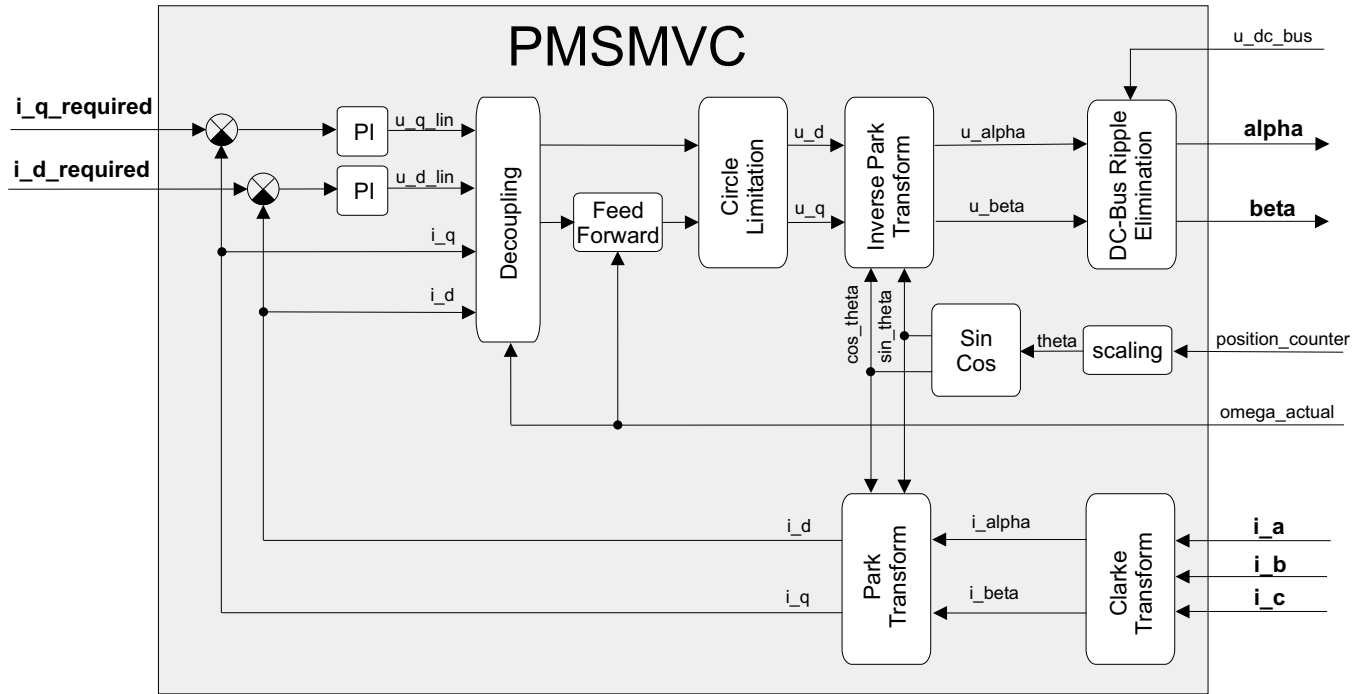 PMSMVC
u_dc_bus
i_q_required
PI
u_q_lin
i_d_required
PI
u_d_lin
i_q
i_d
Decoupling
Feed
Forward
Circle
Limitation
u_d
u_q
Inverse Park
Transform
u_alpha
u_beta
DC-Bus Ripple
Elimination
alpha
beta
cos_theta
sin_theta
Sin
Cos
theta
scaling
position_counter
omega_actual
i_d
i_q
Park
Transform
i_alpha
i_beta
Clarke
Transform
i_a
i_b
i_c